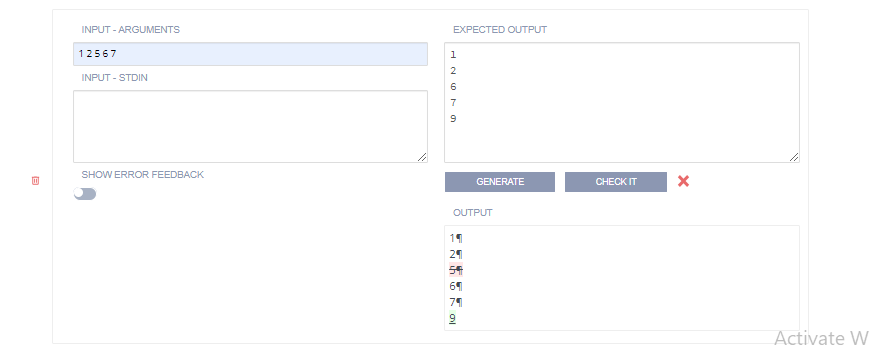 INPUT - ARGUMENTS
1 2 5 6 7
INPUT - STDIN
SHOW ERROR FEEDBACK
EXPECTED OUTPUT
1
2
6
7
9
GENERATE
CHECK IT
OUTPUT
1¶
2¶
5¶
6¶
7¶
9
Activate W